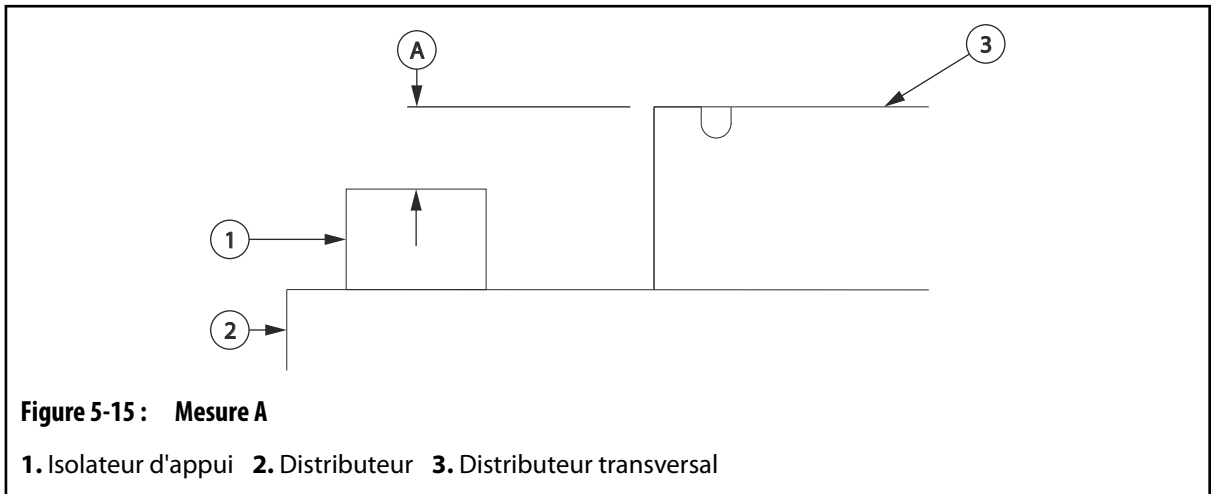 A
3
1
2
Figure 5-15 : Mesure A
1. Isolateur d'appui 2. Distributeur 3. Distributeur transversal